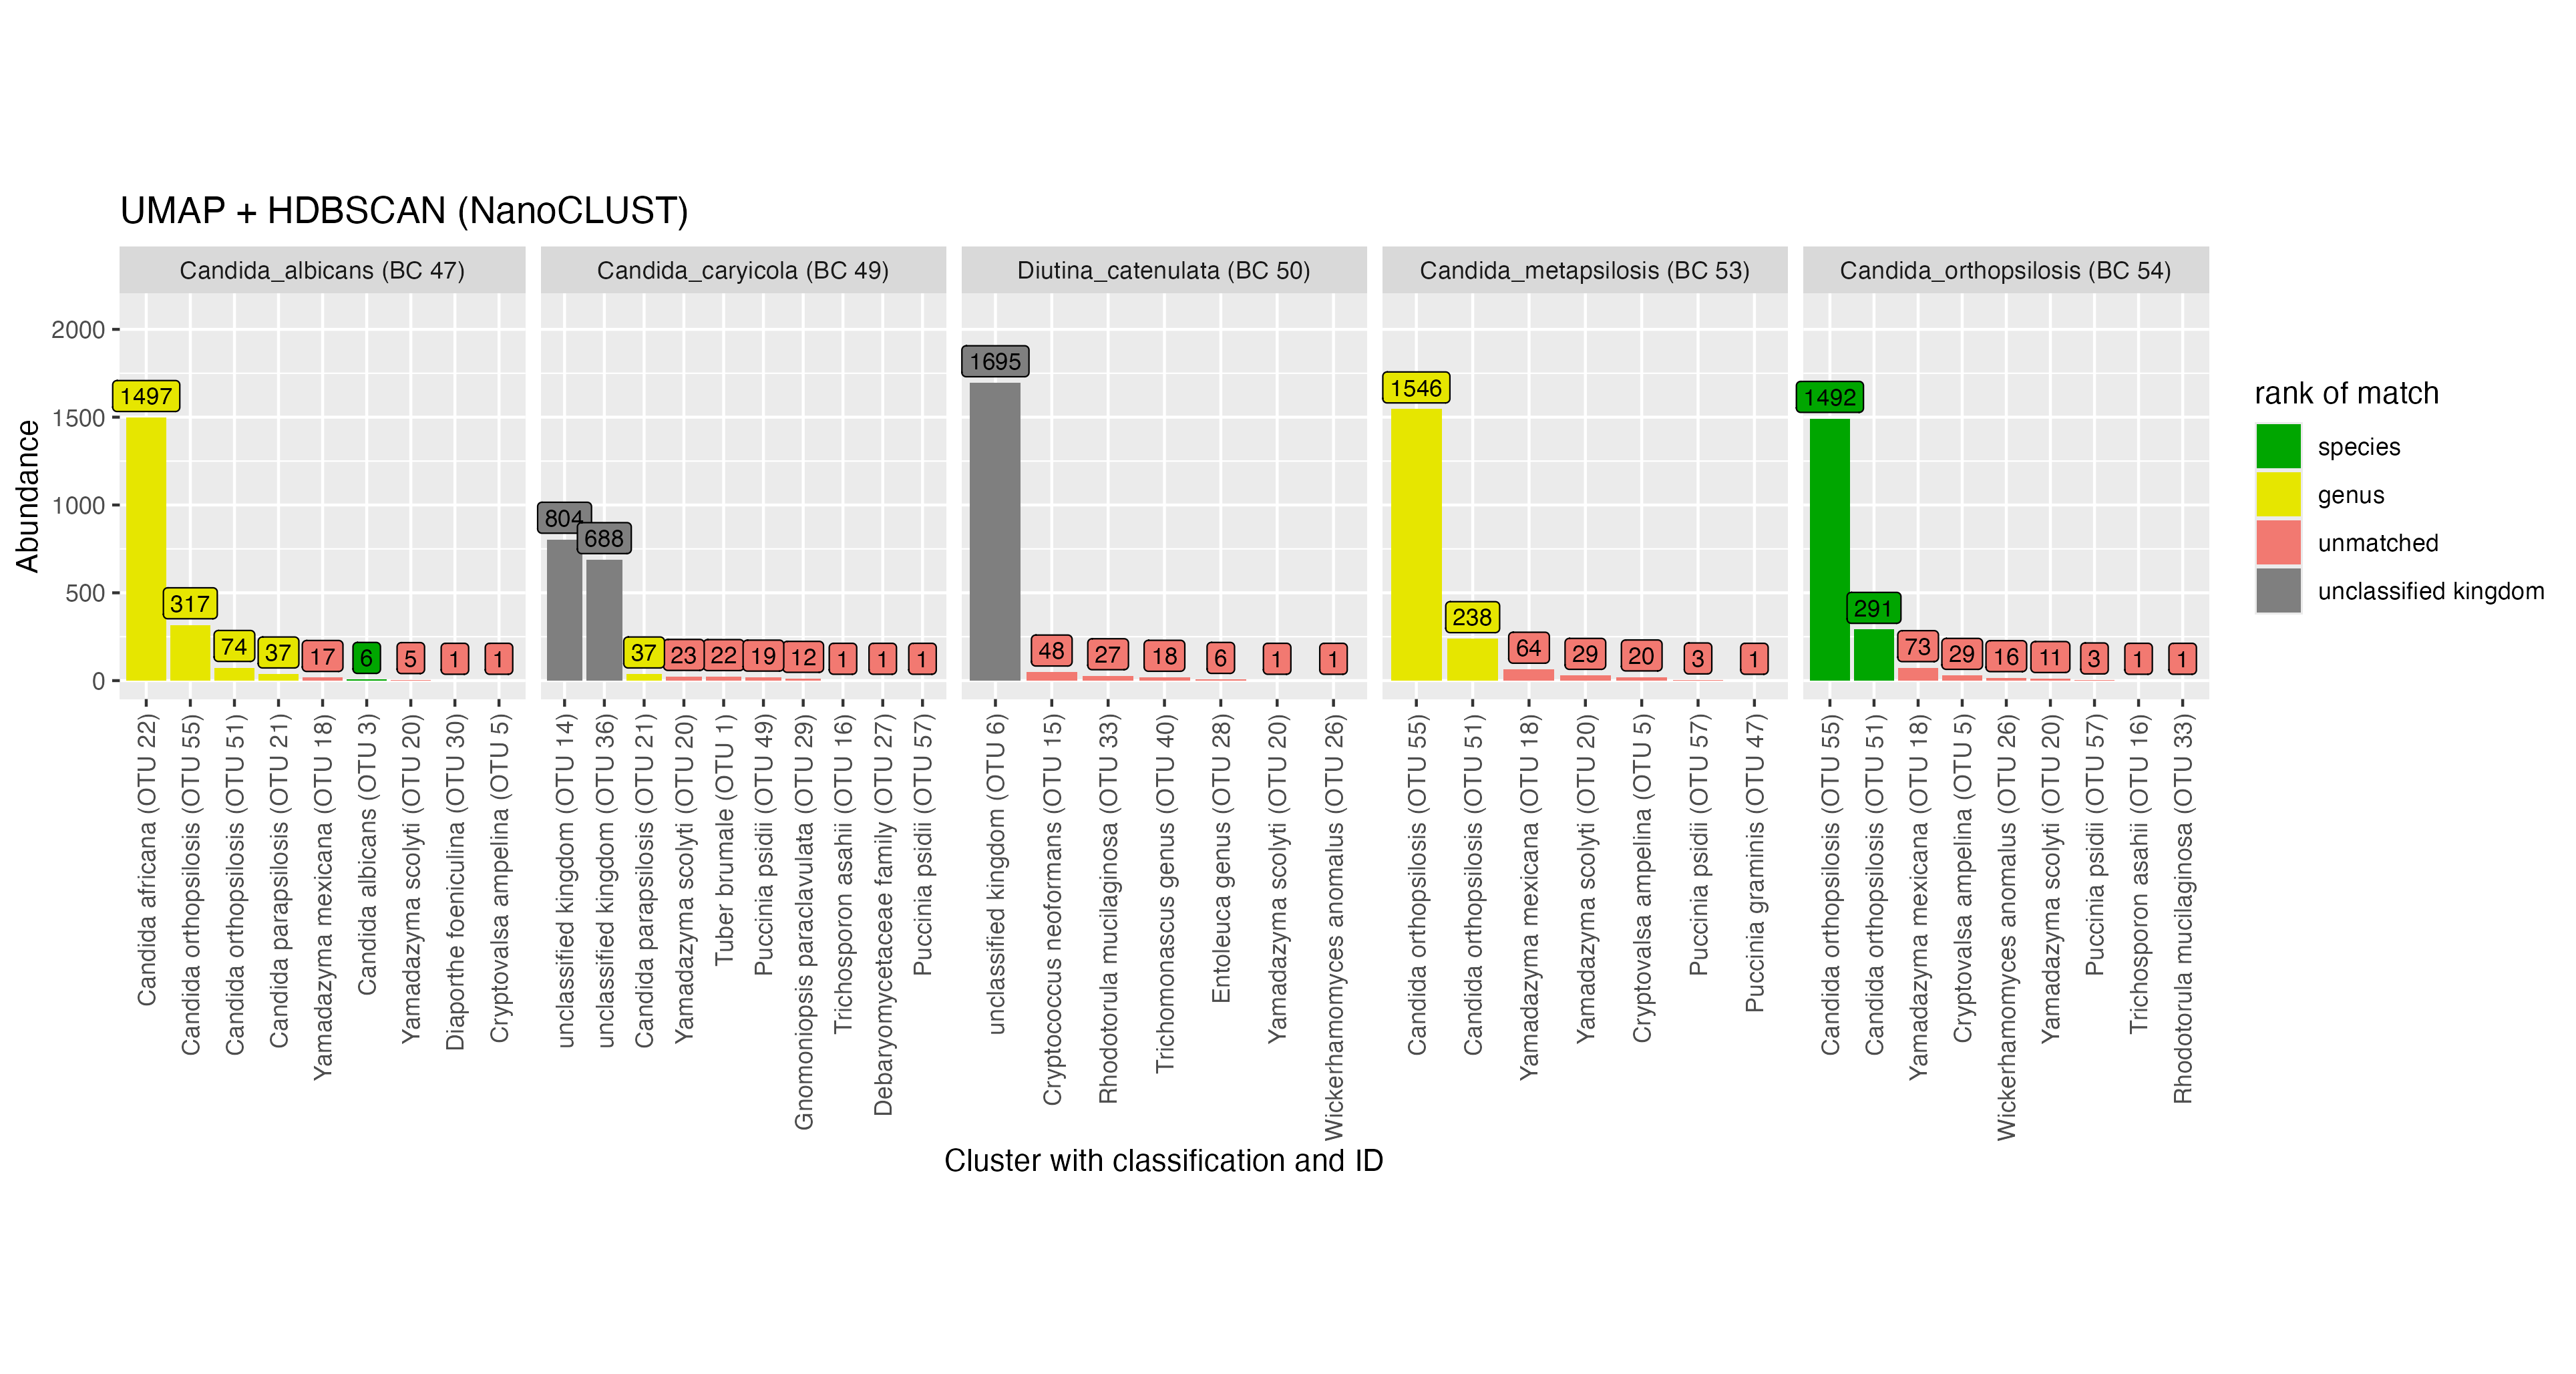 UMAP + HDBSCAN (NanoCLUST)
Candida_albicans (BC 47)
Candida_caryicola (BC 49)
Diutina_catenulata (BC 50)
Candida_metapsilosis (BC 53)
Candida_orthopsilosis (BC 54)
Abundance
2000
1500
1000
500
0
1497
317
74
37
17
6
5
1
1
804
688
37
23
22
19
12
1
1
1
1695
48
27
18
6
1
1
1546
238
64
29
20
3
1
1492
291
73
29
16
11
3
1
1
Candida africana (OTU 22)
Candida orthopsilosis (OTU 55)
Candida orthopsilosis (OTU 51)
Candida parapsilosis (OTU 21)
Yamadazyma mexicana (OTU 18)
Candida albicans (OTU 3)
Yamadazyma scolyti (OTU 20)
Diaporthe foeniculina (OTU 30)
Cryptovalsa ampelina (OTU 5)
unclassified kingdom (OTU 14)
unclassified kingdom (OTU 36)
Candida parapsilosis (OTU 21)
Yamadazyma scolyti (OTU 20)
Tuber brumale (OTU 1)
Puccinia psidii (OTU 49)
Gnomoniopsis paraclavulata (OTU 29)
Trichosporon asahii (OTU 16)
Debaryomycetaceae family (OTU 27)
Puccinia psidii (OTU 57)
unclassified kingdom (OTU 6)
Cryptococcus neoformans (OTU 15)
Rhodotorula mucilaginosa (OTU 33)
Trichomonascus genus (OTU 40)
Entoleuca genus (OTU 28)
Yamadazyma scolyti (OTU 20)
Wickerhamomyces anomalus (OTU 26)
Candida orthopsilosis (OTU 55)
Candida orthopsilosis (OTU 51)
Yamadazyma mexicana (OTU 18)
Yamadazyma scolyti (OTU 20)
Cryptovalsa ampelina (OTU 5)
Puccinia psidii (OTU 57)
Puccinia graminis (OTU 47)
Candida orthopsilosis (OTU 55)
Candida orthopsilosis (OTU 51)
Yamadazyma mexicana (OTU 18)
Cryptovalsa ampelina (OTU 5)
Wickerhamomyces anomalus (OTU 26)
Yamadazyma scolyti (OTU 20)
Puccinia psidii (OTU 57)
Trichosporon asahii (OTU 16)
Rhodotorula mucilaginosa (OTU 33)
Cluster with classification and ID
rank of match
species
genus
unmatched
unclassified kingdom